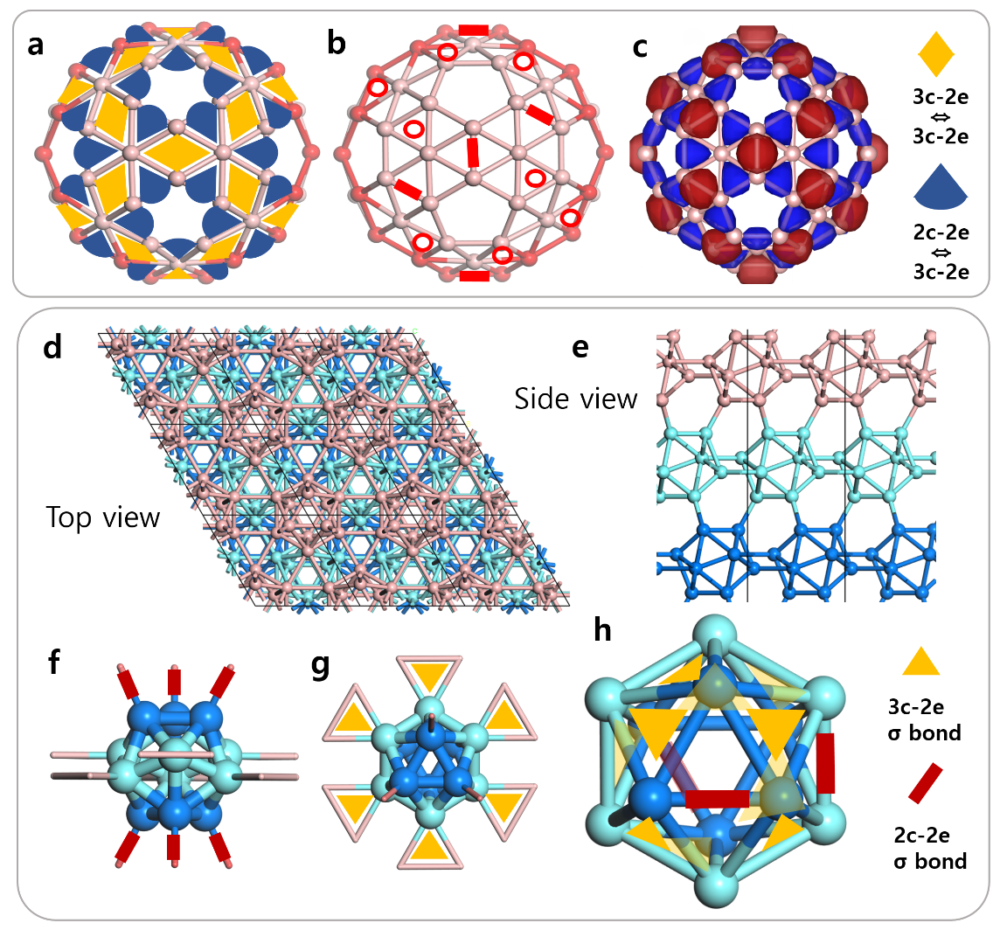 a
b
c
3c-2e
⇔
3c-2e
2c-2e
⇔
3c-2e
d
e
Side view
Top view
f
g
h
3c-2e
σ bond
2c-2e
σ bond